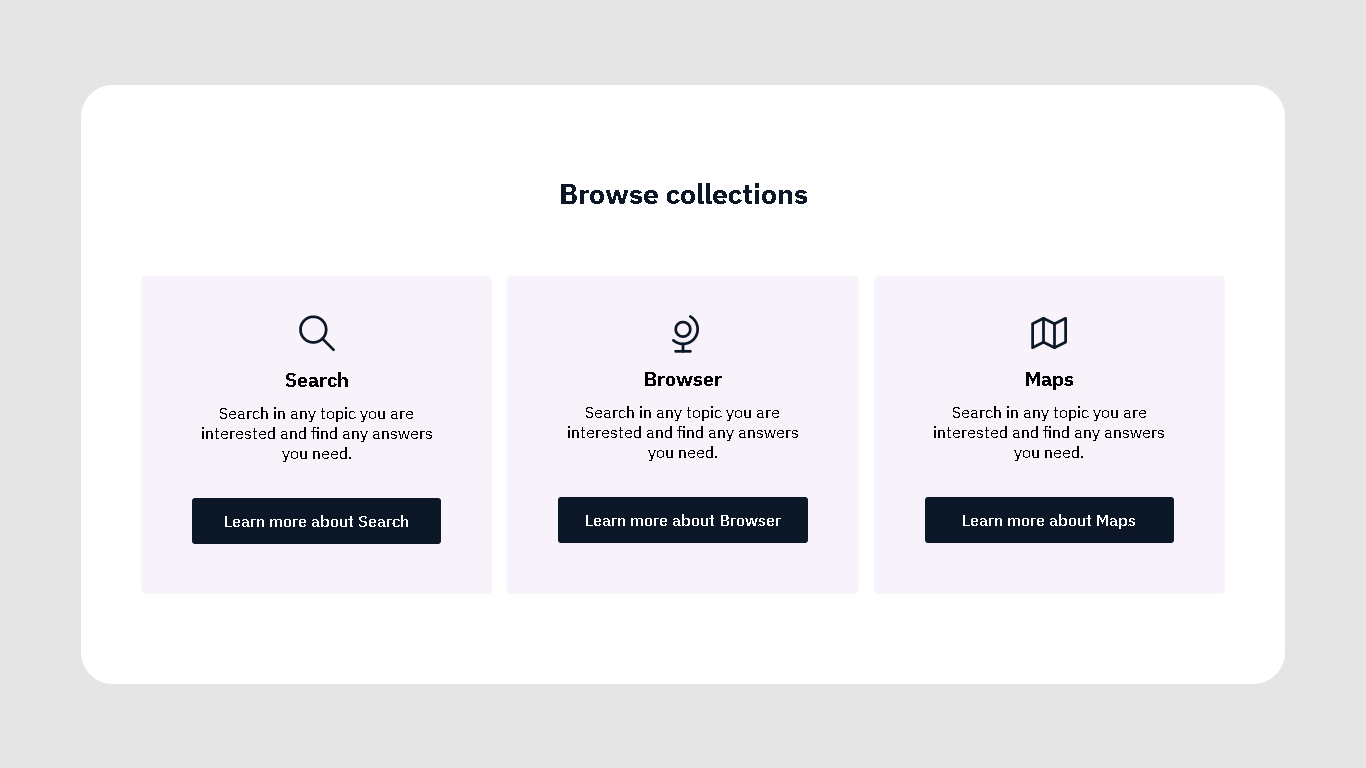 Browse collections
Search
Search in any topic you are
interested and find any answers
you need.
Learn more about Search
Browser
Search in any topic you are
interested and find any answers
you need.
Learn more about Browser
Maps
Search in any topic you are
interested and find any answers
you need.
Learn more about Maps